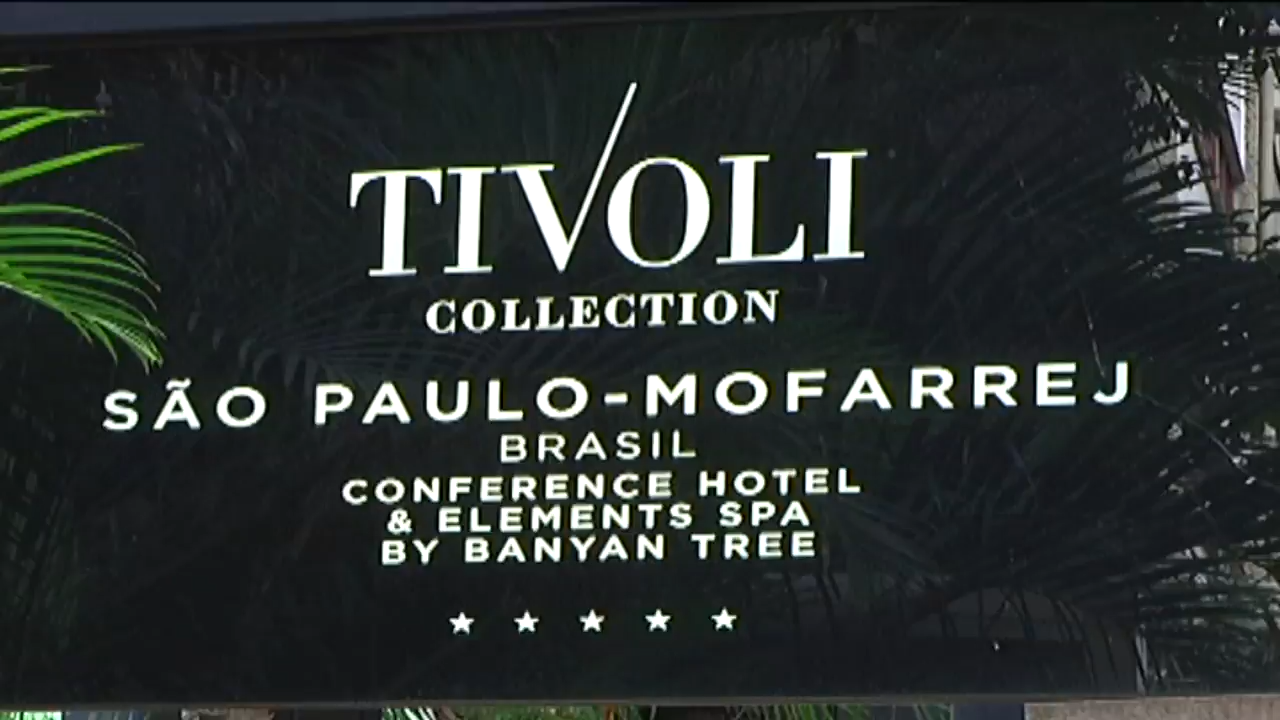 TIVOLI
COLLECTION
SÃO PAULO-MOFARREJ
BRASIL
CONFERENCE HOTEL
& ELEMENTS SPA
BY BANYAN TREE